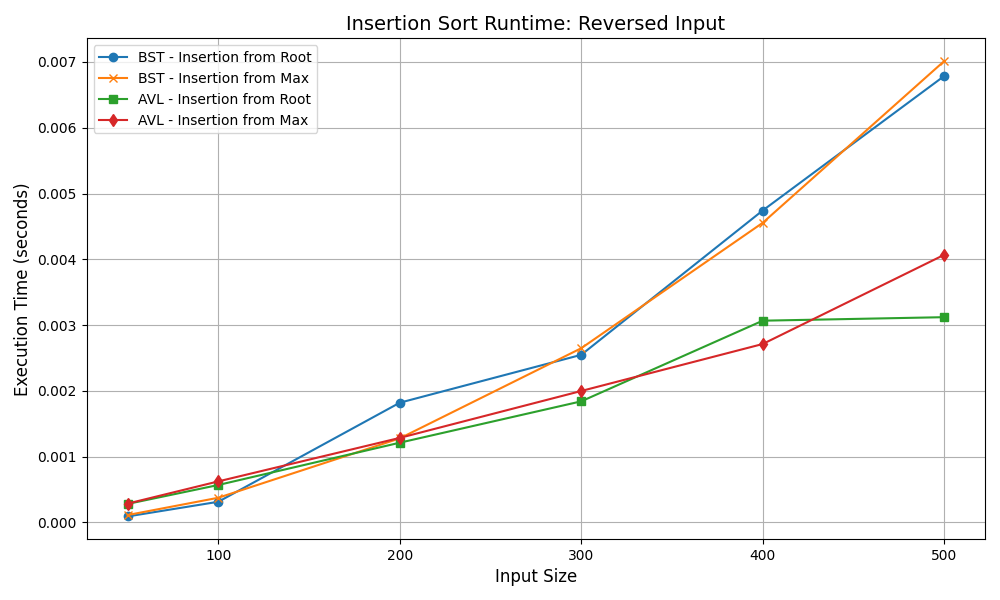 Insertion Sort Runtime: Reversed Input
BST - Insertion from Root
BST - Insertion from Max
AVL - Insertion from Root
AVL - Insertion from Max
Execution Time (seconds)
0.007
0.006
0.005
0.004
0.003
0.002
0.001
0.000
100 200 300 400 500
Input Size